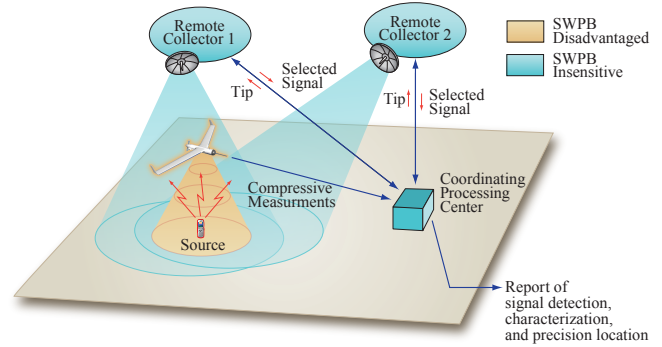 Remote
Collector 1
Remote
Collector 2
SWPB
Disadvantaged
SWPB
Insensitive
Tip
Selected
Signal
Tip
Selected
Signal
Compressive
Measurments
Source
Coordinating
Processing
Center
Report of
signal detection,
characterization,
and precision location